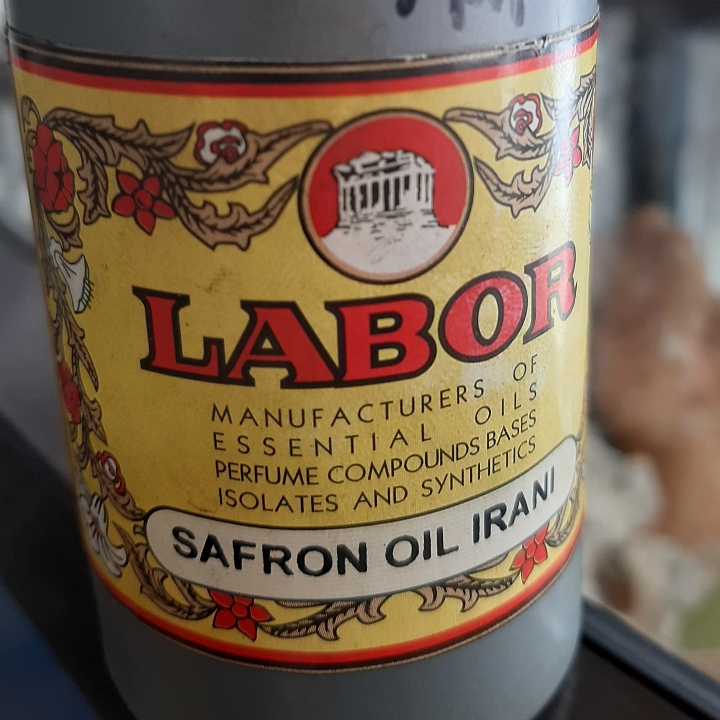 LABOR
MANUFACTURERS OF
ESSENTIAL OILS
PERFUME COMPOUNDS BASES
ISOLATES AND SYNTHETICS
SAFRON OIL IRANI